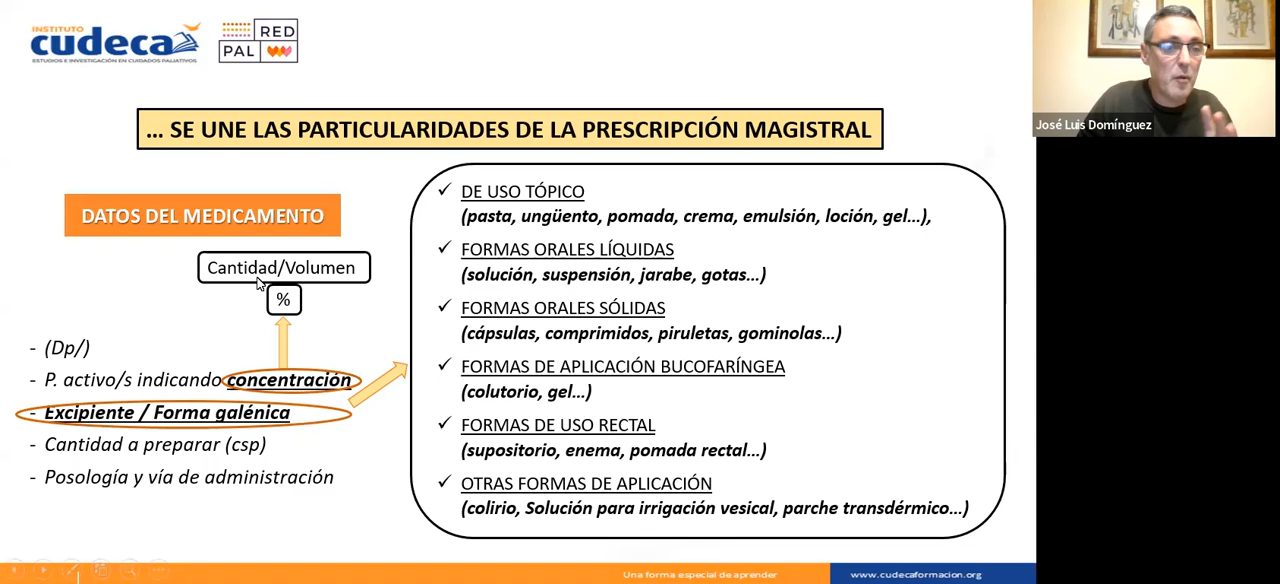 INSTITUTO
cudeca
ESTUDIOS E INVESTIGACIÓN EN CUIDADOS PALIATIVOS
RED
PAL
José Luis Domínguez
... SE UNE LAS PARTICULARIDADES DE LA PRESCRIPCIÓN MAGISTRAL
DATOS DEL MEDICAMENTO
Cantidad/Volumen
%
- (Dp/)
- P. activo/s indicando concentración
- Excipiente / Forma galénica
- Cantidad a preparar (csp)
- Posología y vía de administración
✓ DE USO TÓPICO
(pasta, ungüento, pomada, crema, emulsión, loción, gel...),
✓ FORMAS ORALES LÍQUIDAS
(solución, suspensión, jarabe, gotas...)
✓ FORMAS ORALES SÓLIDAS
(cápsulas, comprimidos, piruletas, gominolas...)
✓ FORMAS DE APLICACIÓN BUCOFARÍNGEA
(colutorio, gel...)
✓ FORMAS DE USO RECTAL
(supositorio, enema, pomada rectal...)
✓ OTRAS FORMAS DE APLICACIÓN
(colirio, Solución para irrigación vesical, parche transdérmico...)
Una forma especial de aprender
www.cudecaformacion.org